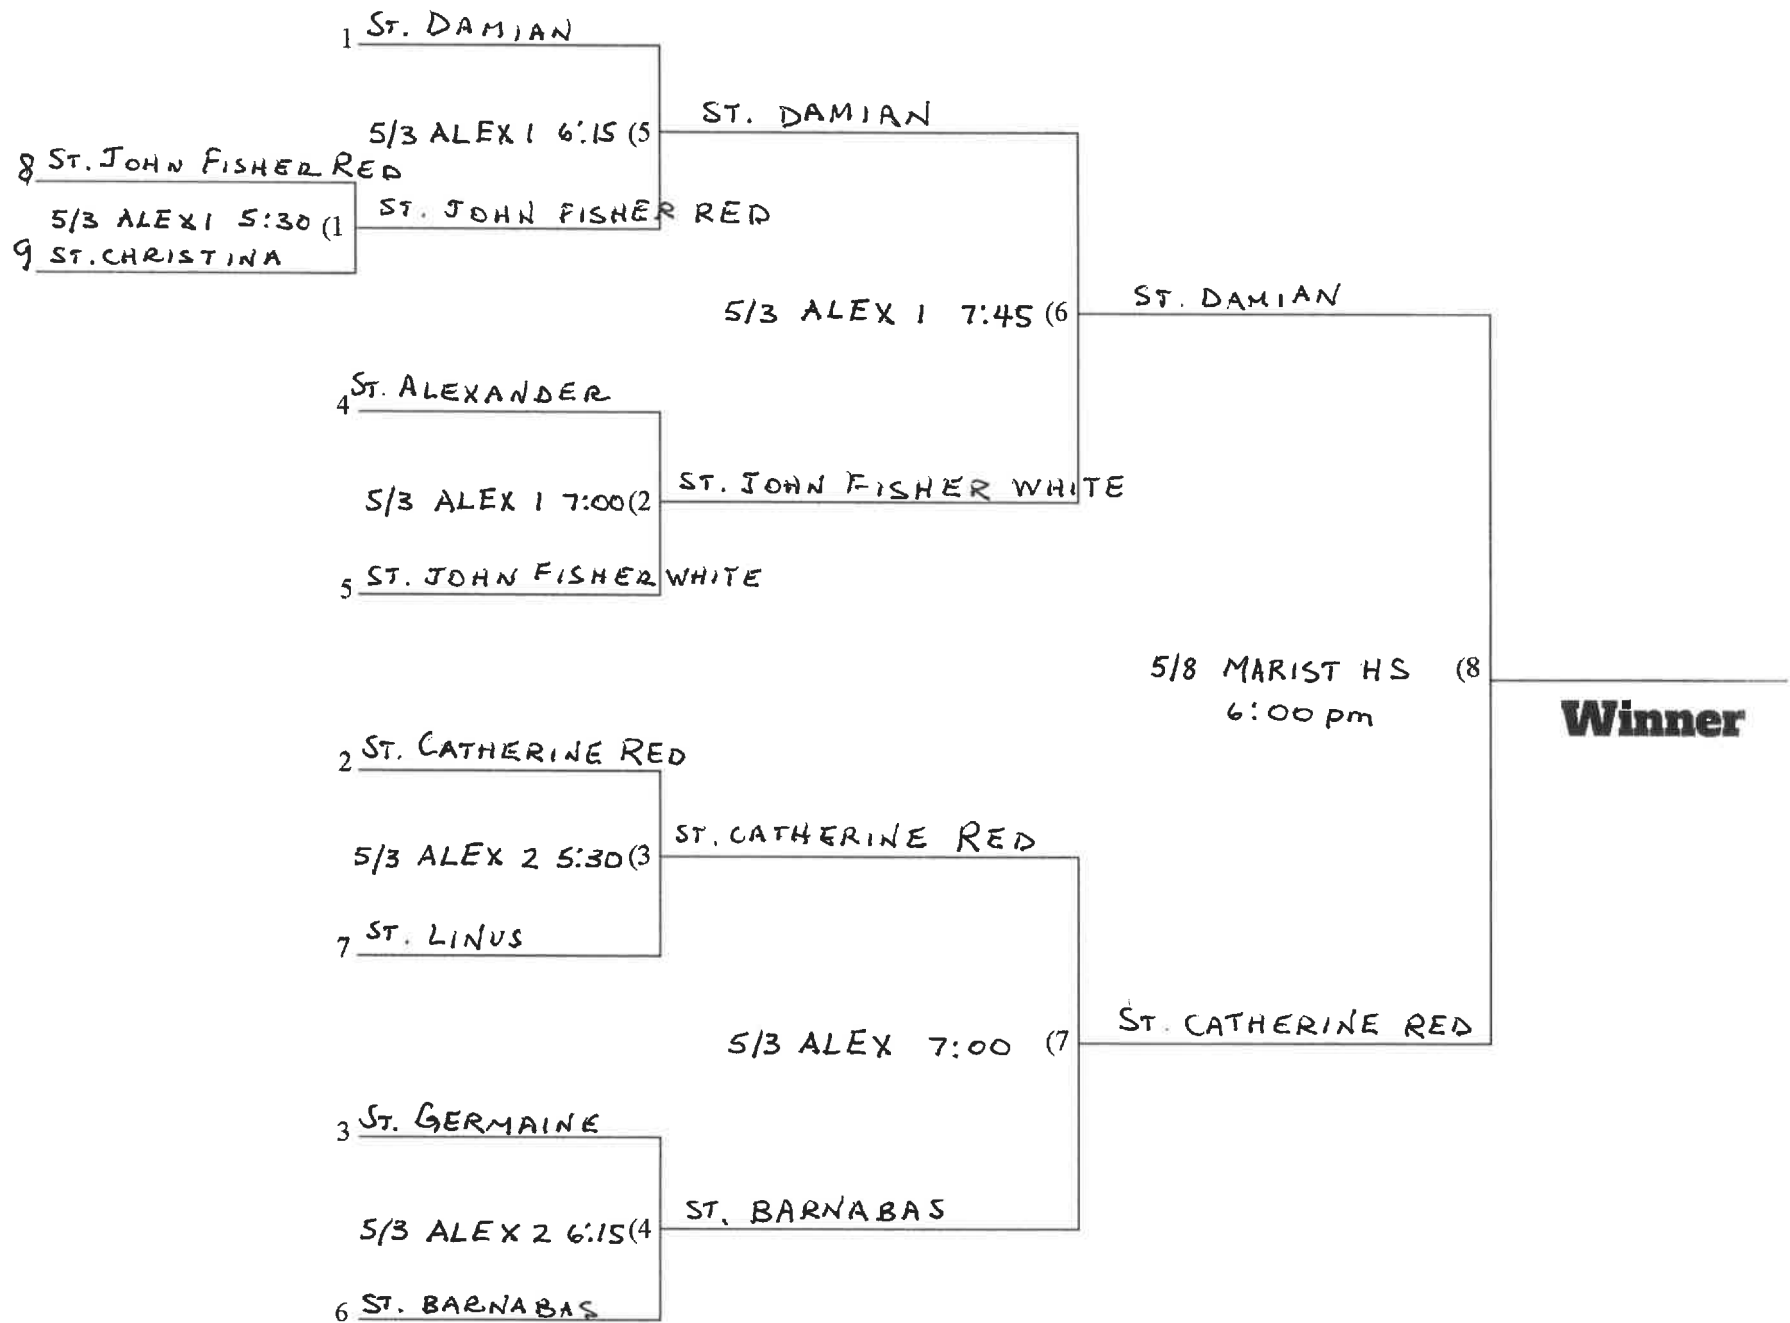 1 ST. DAMIAN
5/3 ALEX 1 6:15 (5
ST. DAMIAN
8 ST. JOHN FISHER RED
5/3 ALEX 1 5:30 (1
ST. JOHN FISHER RED
9 ST. CHRISTINA
5/3 ALEX 1 7:45 (6
ST. DAMIAN
4 ST. ALEXANDER
5/3 ALEX 1 7:00 (2
ST. JOHN FISHER WHITE
5 ST. JOHN FISHER WHITE
5/8 MARIST HS (8
6:00 pm
Winner
2 ST. CATHERINE RED
5/3 ALEX 2 5:30 (3
ST. CATHERINE RED
7 ST. LINUS
5/3 ALEX 7:00 (7
ST. CATHERINE RED
3 ST. GERMAINE
5/3 ALEX 2 6:15 (4
ST. BARNABAS
6 ST. BARNABAS